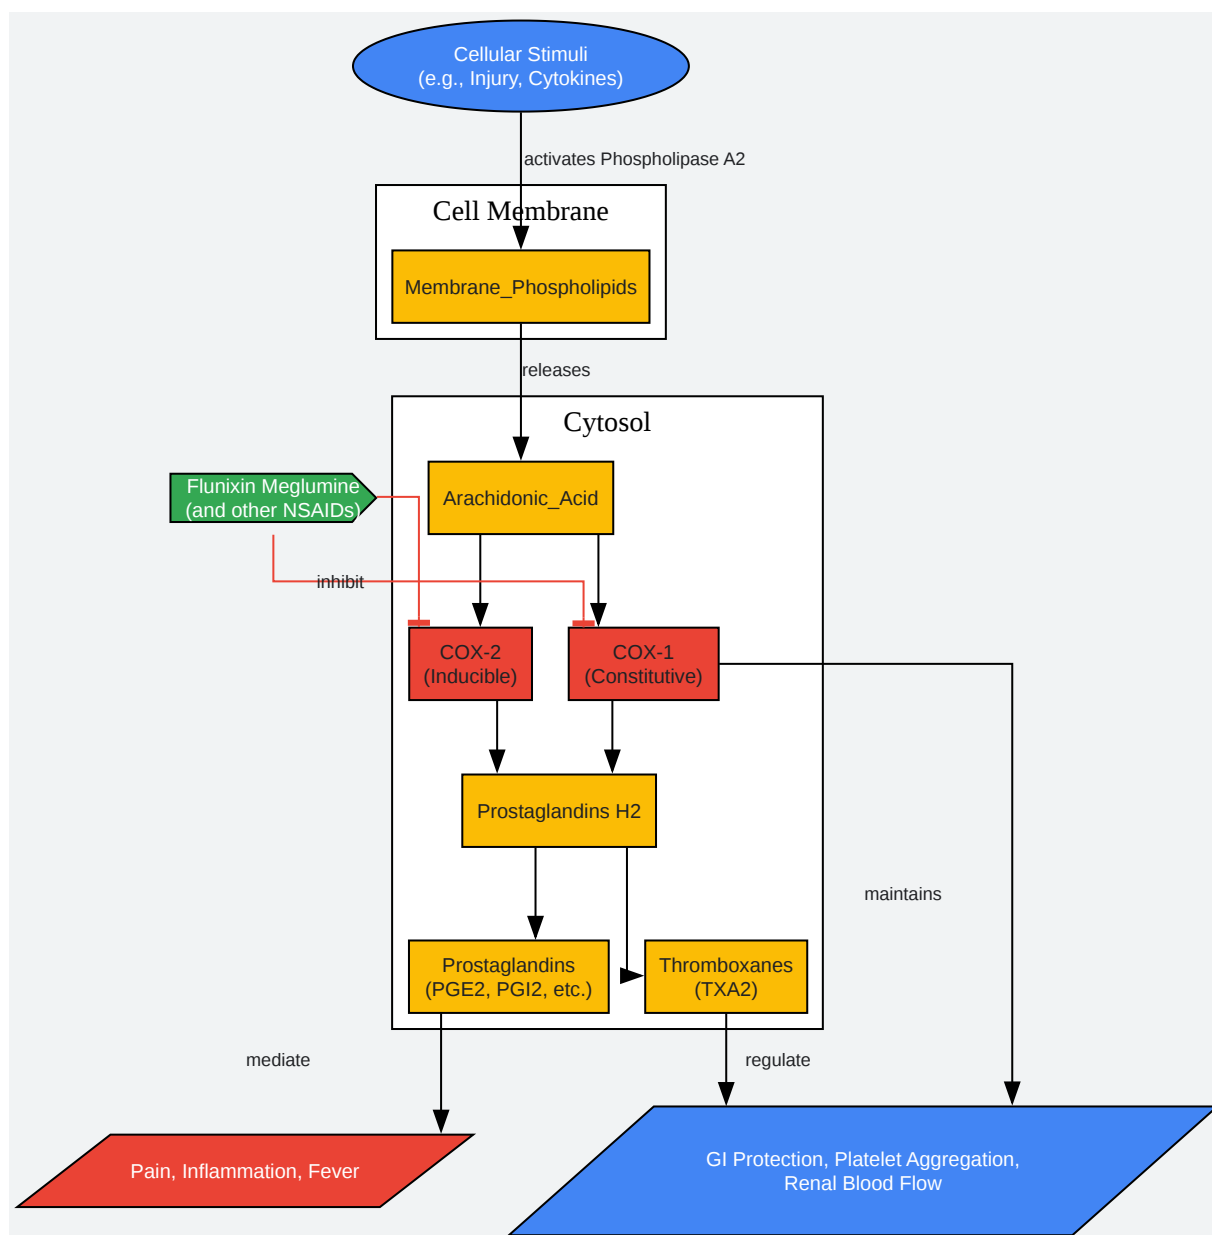 Cellular Stimuli
(e.g., Injury, Cytokines)
activates Phospholipase A2
Cell Membrane
Membrane_Phospholipids
releases
Cytosol
Flunixin Meglumine
(and other NSAIDs)
Arachidonic_Acid
inhibit
COX-2
(Inducible)
COX-1
(Constitutive)
Prostaglandins H2
maintains
Prostaglandins
(PGE2, PGI2, etc.)
Thromboxanes
(TXA2)
mediate
regulate
Pain, Inflammation, Fever
GI Protection, Platelet Aggregation,
Renal Blood Flow